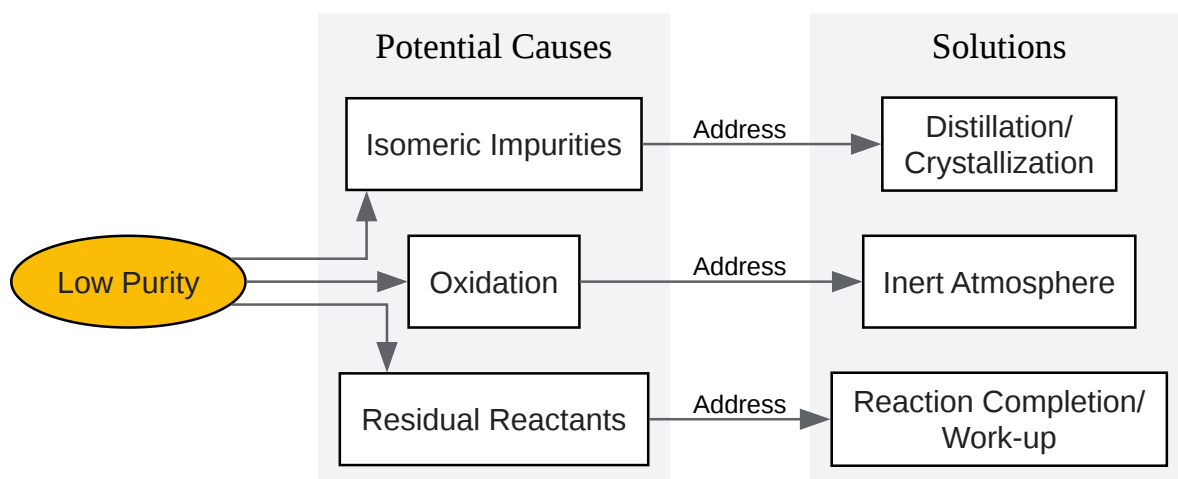 Potential Causes
Solutions
Isomeric Impurities
Address
Distillation/
Crystallization
Low Purity
Oxidation
Address
Inert Atmosphere
Residual Reactants
Address
Reaction Completion/
Work-up